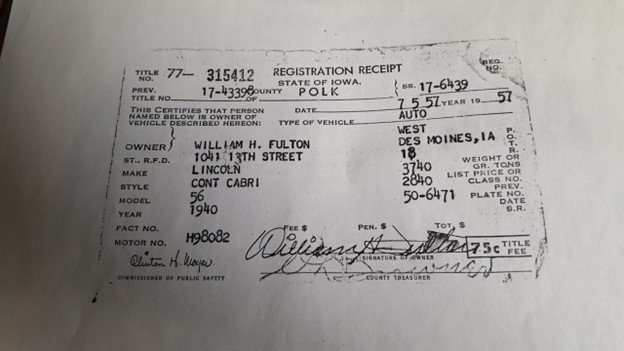 TITLE NO. 77— 315412 REGISTRATION RECEIPT REG. NO.
STATE OF IOWA.
PREV. TITLE NO. 17-43398 COUNTY OF POLK SS. 17-6439
THIS CERTIFIES THAT PERSON DATE 7 5 57 YEAR 19 57
NAMED BELOW IS OWNER OF TYPE OF VEHICLE AUTO
VEHICLE DESCRIBED HEREON: WEST
OWNER WILLIAM H. FULTON DES MOINES, IA P. O.
ST., R.F.D. 1041 13TH STREET 18 T. R.
MAKE LINCOLN 3740 WEIGHT OR GR. TONS
STYLE CONT CABRI 2840 LIST PRICE OR CLASS NO.
MODEL 56 50-6471 PREV. PLATE NO.
YEAR 1940 DATE S.R.
FACT NO. FEE $ PEN. $ TOT. $
MOTOR NO. H98082 William H Fulton 75c TITLE FEE
Clinton H. Moyer SIGNATURE OF OWNER
COMMISSIONER OF PUBLIC SAFETY COUNTY TREASURER